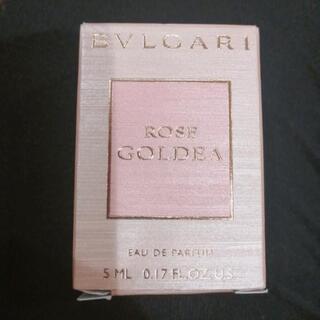 BVLGARI
ROSE
GOLDEA
EAU DE PARFUM
5 ML 0.17 FL.OZ.US